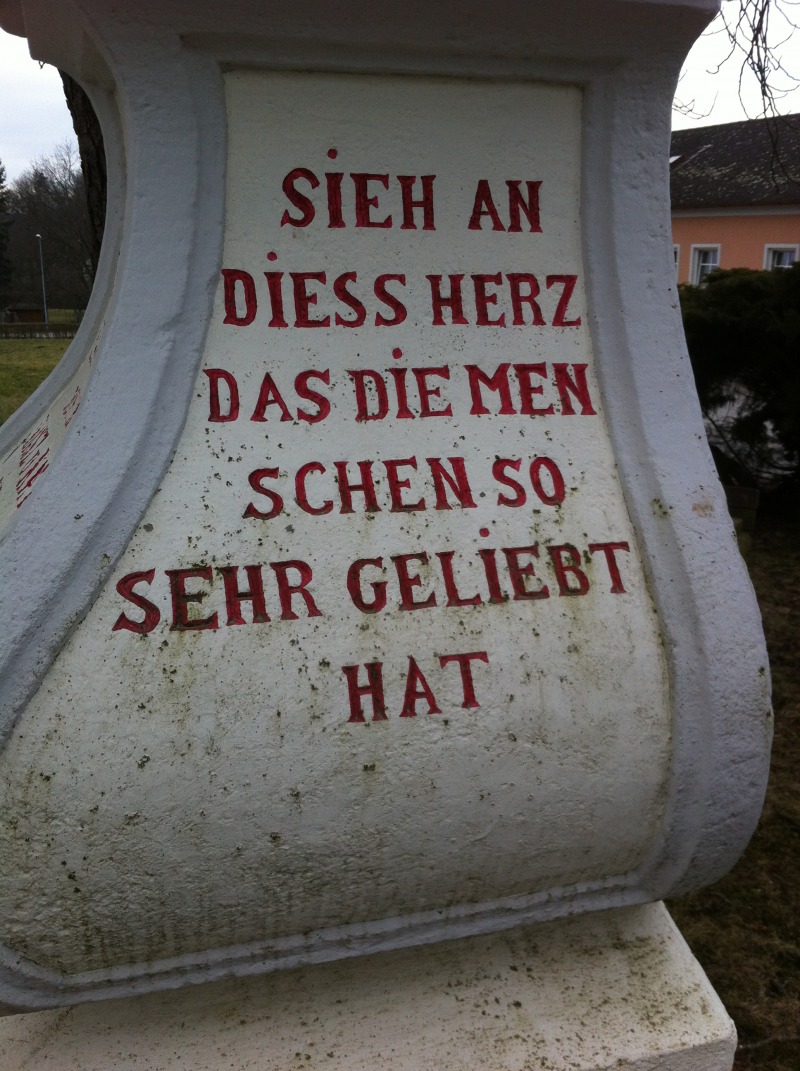 SiEH AN
DiESS HERZ
DAS DiE MEN
SCHEN SO
SEHR GELiEBT
HAT